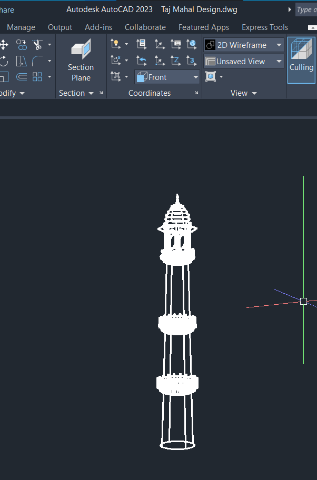 share Autodesk AutoCAD 2023 Taj Mahal Design.dwg Type
Manage Output Add-ins Collaborate Featured Apps Express Tools
2D Wireframe
Unsaved View
Section
Plane
Front
Culling
odify Section Coordinates View